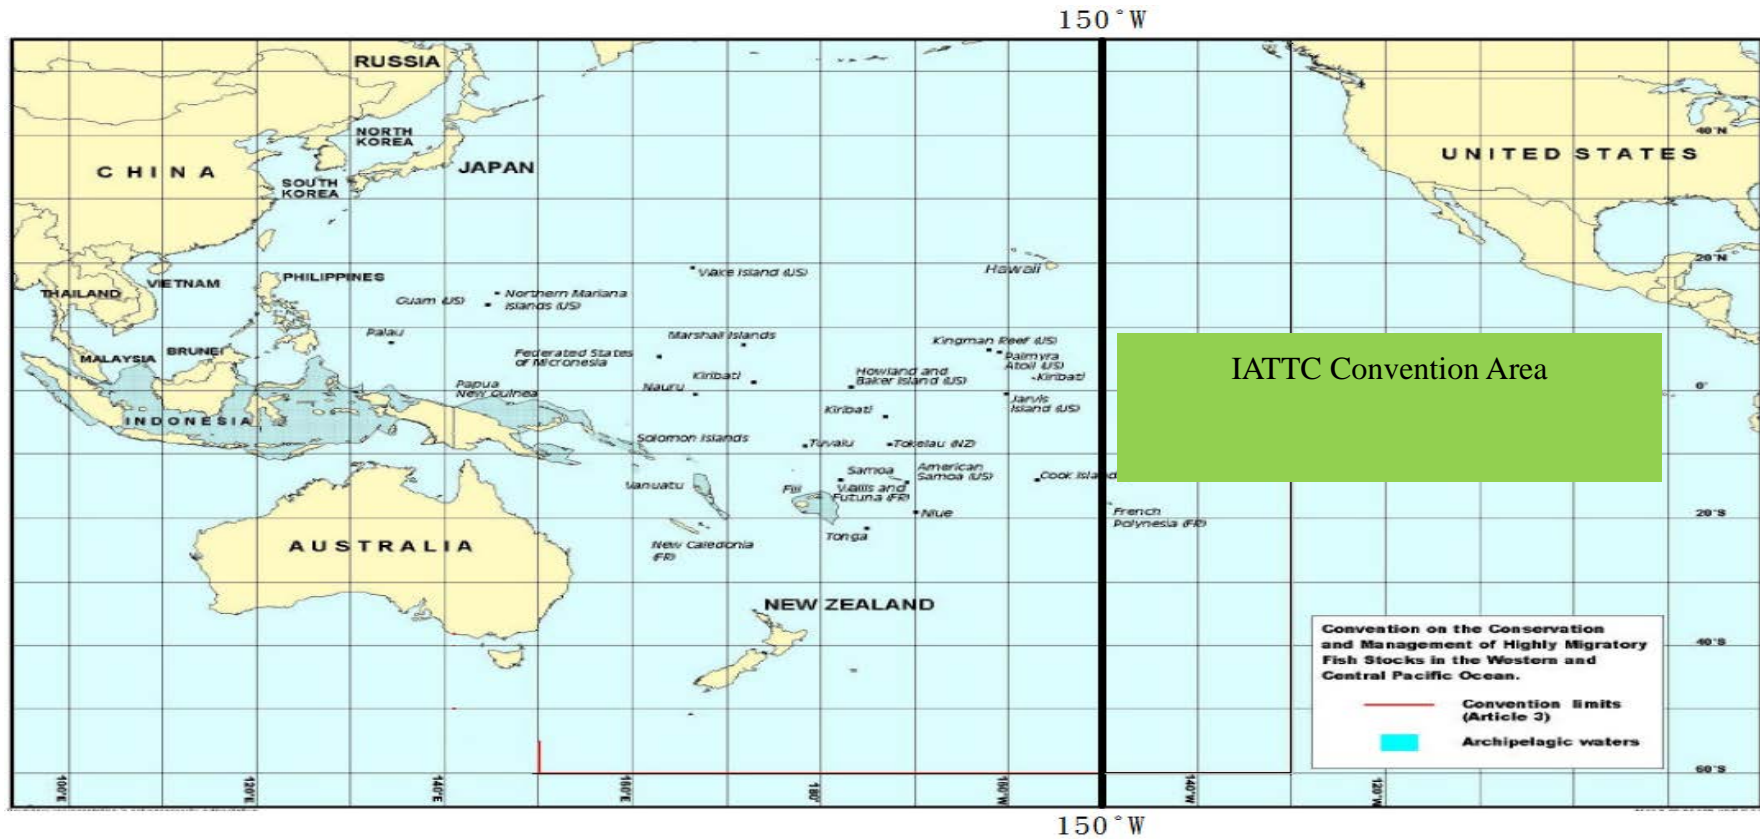 150°W
RUSSIA
NORTH
KOREA
CHINA
JAPAN
SOUTH
KOREA
UNITED STATES
40°N
20°N
Hawaii
Wake Island (US)
PHILIPPINES
VIETNAM
THAILAND
Guam (US)
Northern Mariana
Islands (US)
Palau
Marshall Islands
Kingman Reef (US)
Palmyra
Atoll (US)
Kiribati
MALAYSIA
BRUNEI
Federated States
of Micronesia
IATTC Convention Area
Kiribati
Howland and
Baker Island (US)
Nauru
Papua
New Guinea
0°
Jarvis
Island (US)
Kiribati
INDONESIA
Solomon Islands
Tuvalu
Tokelau (NZ)
Samoa
American
Samoa (US)
Cook Island
Vanuatu
Fiji
Wallis and
Futuna (FR)
Niue
French
Polynesia (FR)
20°S
Tonga
New Caledonia
(FR)
AUSTRALIA
NEW ZEALAND
Convention on the Conservation
and Management of Highly Migratory
Fish Stocks in the Western and
Central Pacific Ocean.
Convention limits
(Article 3)
Archipelagic waters
40°S
60°S
100°E
120°E
140°E
160°E
180°
160°W
140°W
120°W
150°W